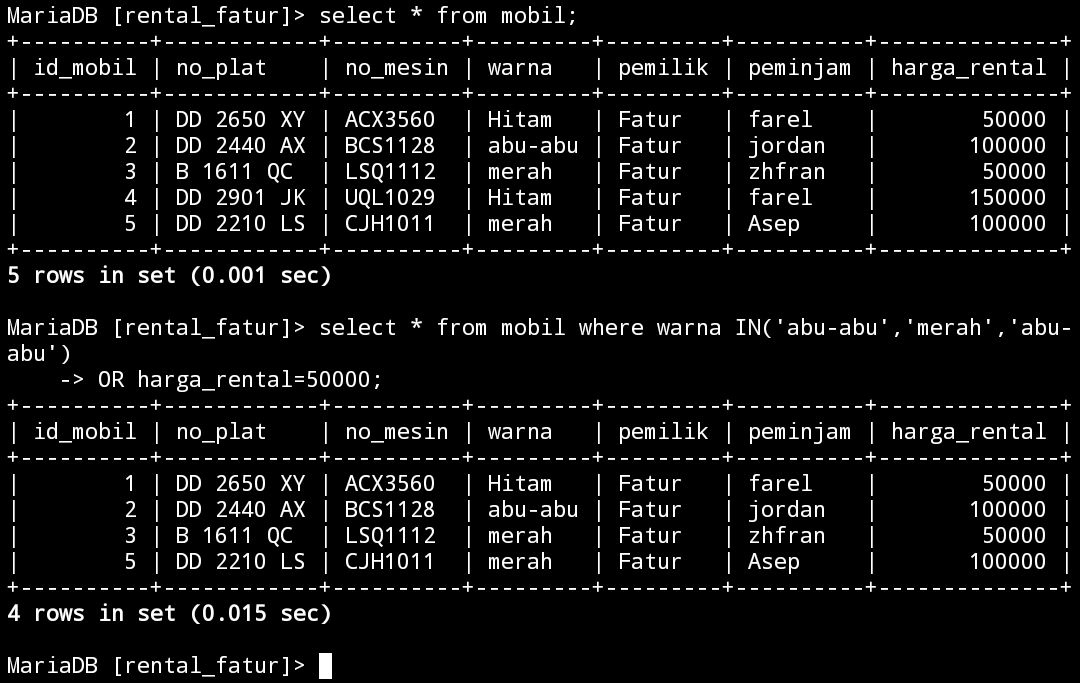 MariaDB [rental_fatur]> select * from mobil;
+----------+------------+----------+---------+---------+----------+--------------+
| id_mobil | no_plat    | no_mesin | warna   | pemilik | peminjam | harga_rental |
+----------+------------+----------+---------+---------+----------+--------------+
|        1 | DD 2650 XY | ACX3560  | Hitam   | Fatur   | farel    |        50000 |
|        2 | DD 2440 AX | BCS1128  | abu-abu | Fatur   | jordan   |       100000 |
|        3 | B 1611 QC  | LSQ1112  | merah   | Fatur   | zhfran   |        50000 |
|        4 | DD 2901 JK | UQL1029  | Hitam   | Fatur   | farel    |       150000 |
|        5 | DD 2210 LS | CJH1011  | merah   | Fatur   | Asep     |       100000 |
+----------+------------+----------+---------+---------+----------+--------------+
5 rows in set (0.001 sec)
MariaDB [rental_fatur]> select * from mobil where warna IN('abu-abu','merah','abu-
abu')
    -> OR harga_rental=50000;
+----------+------------+----------+---------+---------+----------+--------------+
| id_mobil | no_plat    | no_mesin | warna   | pemilik | peminjam | harga_rental |
+----------+------------+----------+---------+---------+----------+--------------+
|        1 | DD 2650 XY | ACX3560  | Hitam   | Fatur   | farel    |        50000 |
|        2 | DD 2440 AX | BCS1128  | abu-abu | Fatur   | jordan   |       100000 |
|        3 | B 1611 QC  | LSQ1112  | merah   | Fatur   | zhfran   |        50000 |
|        5 | DD 2210 LS | CJH1011  | merah   | Fatur   | Asep     |       100000 |
+----------+------------+----------+---------+---------+----------+--------------+
4 rows in set (0.015 sec)
MariaDB [rental_fatur]>